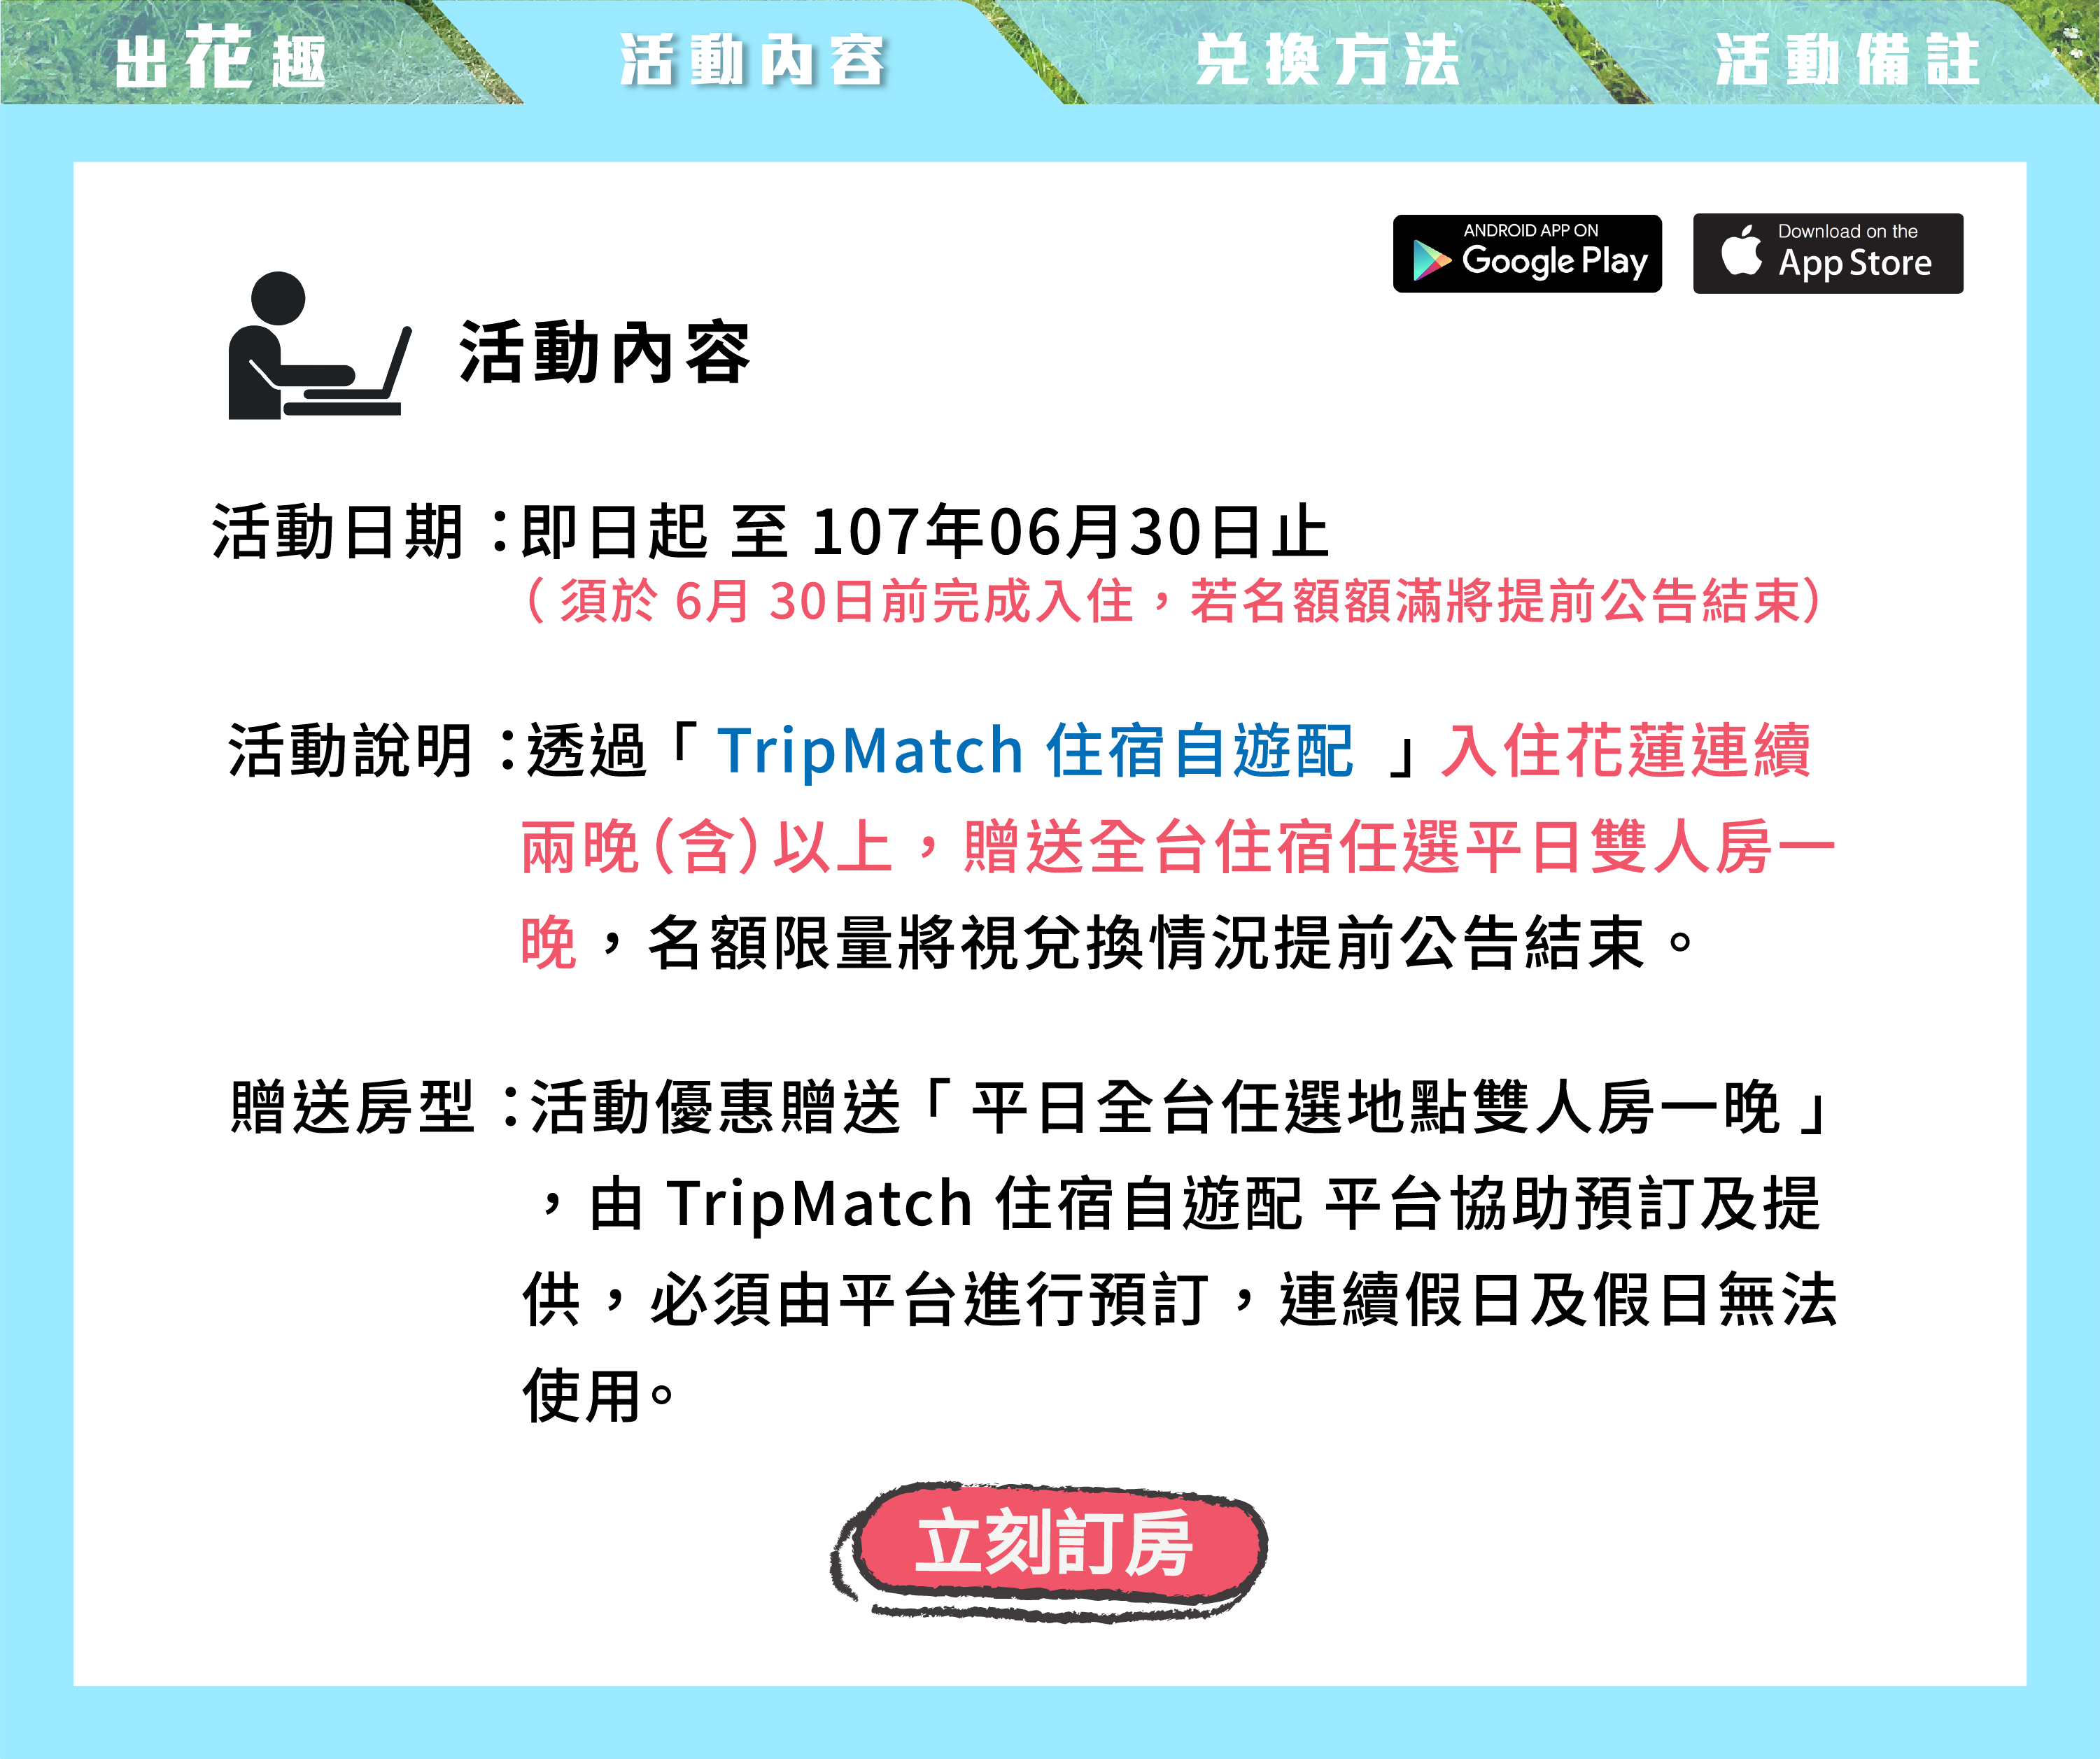 出花趣
活動內容
兌換方法
活動備註
ANDROID APP ON
Google Play
Download on the
App Store
活動內容
活動日期：即日起 至 107年06月30日止
（ 須於 6月 30日前完成入住，若名額額滿將提前公告結束）
活動說明：透過「 TripMatch 住宿自遊配 」入住花蓮連續
兩晚（含）以上，贈送全台住宿任選平日雙人房一
晚，名額限量將視兌換情況提前公告結束。
贈送房型：活動優惠贈送「 平日全台任選地點雙人房一晚 」
，由 TripMatch 住宿自遊配 平台協助預訂及提
供，必須由平台進行預訂，連續假日及假日無法
使用。
立刻訂房